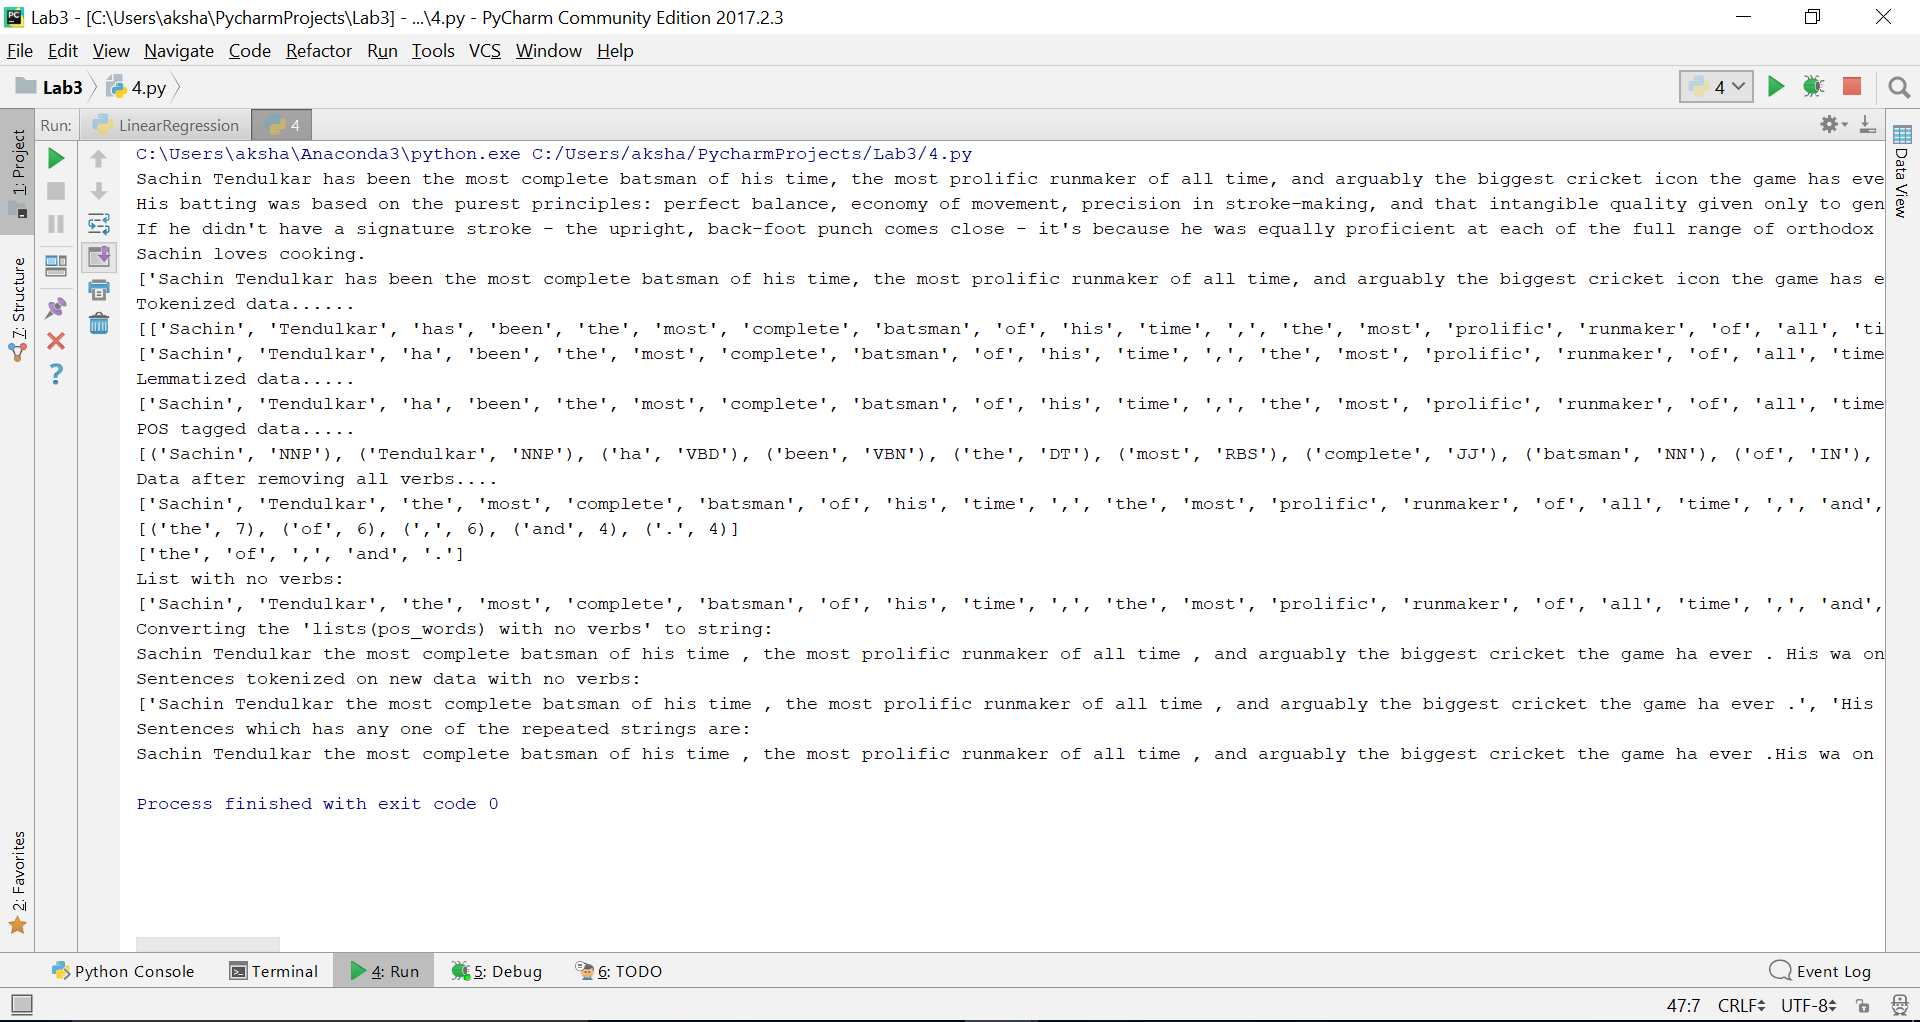 Lab3 - [C:\Users\aksha\PycharmProjects\Lab3] - ...\4.py - PyCharm Community Edition 2017.2.3
File Edit View Navigate Code Refactor Run Tools VCS Window Help
Lab3 4.py 4
Run: LinearRegression 4
1: Project
7: Structure
2: Favorites
Data View
C:\Users\aksha\Anaconda3\python.exe C:/Users/aksha/PycharmProjects/Lab3/4.py
Sachin Tendulkar has been the most complete batsman of his time, the most prolific runmaker of all time, and arguably the biggest cricket icon the game has eve
His batting was based on the purest principles: perfect balance, economy of movement, precision in stroke-making, and that intangible quality given only to gen
If he didn't have a signature stroke - the upright, back-foot punch comes close - it's because he was equally proficient at each of the full range of orthodox
Sachin loves cooking.
['Sachin Tendulkar has been the most complete batsman of his time, the most prolific runmaker of all time, and arguably the biggest cricket icon the game has e
Tokenized data......
[['Sachin', 'Tendulkar', 'has', 'been', 'the', 'most', 'complete', 'batsman', 'of', 'his', 'time', ',', 'the', 'most', 'prolific', 'runmaker', 'of', 'all', 'ti
['Sachin', 'Tendulkar', 'ha', 'been', 'the', 'most', 'complete', 'batsman', 'of', 'his', 'time', ',', 'the', 'most', 'prolific', 'runmaker', 'of', 'all', 'time
Lemmatized data.....
['Sachin', 'Tendulkar', 'ha', 'been', 'the', 'most', 'complete', 'batsman', 'of', 'his', 'time', ',', 'the', 'most', 'prolific', 'runmaker', 'of', 'all', 'time
POS tagged data.....
[('Sachin', 'NNP'), ('Tendulkar', 'NNP'), ('ha', 'VBD'), ('been', 'VBN'), ('the', 'DT'), ('most', 'RBS'), ('complete', 'JJ'), ('batsman', 'NN'), ('of', 'IN'),
Data after removing all verbs....
['Sachin', 'Tendulkar', 'the', 'most', 'complete', 'batsman', 'of', 'his', 'time', ',', 'the', 'most', 'prolific', 'runmaker', 'of', 'all', 'time', ',', 'and',
[('the', 7), ('of', 6), (',', 6), ('and', 4), ('.', 4)]
['the', 'of', ',', 'and', '.']
List with no verbs:
['Sachin', 'Tendulkar', 'the', 'most', 'complete', 'batsman', 'of', 'his', 'time', ',', 'the', 'most', 'prolific', 'runmaker', 'of', 'all', 'time', ',', 'and',
Converting the 'lists(pos_words) with no verbs' to string:
Sachin Tendulkar the most complete batsman of his time , the most prolific runmaker of all time , and arguably the biggest cricket the game ha ever . His wa on
Sentences tokenized on new data with no verbs:
['Sachin Tendulkar the most complete batsman of his time , the most prolific runmaker of all time , and arguably the biggest cricket the game ha ever .', 'His
Sentences which has any one of the repeated strings are:
Sachin Tendulkar the most complete batsman of his time , the most prolific runmaker of all time , and arguably the biggest cricket the game ha ever .His wa on
Process finished with exit code 0
Python Console Terminal 4: Run 5: Debug 6: TODO Event Log
47:7 CRLF UTF-8